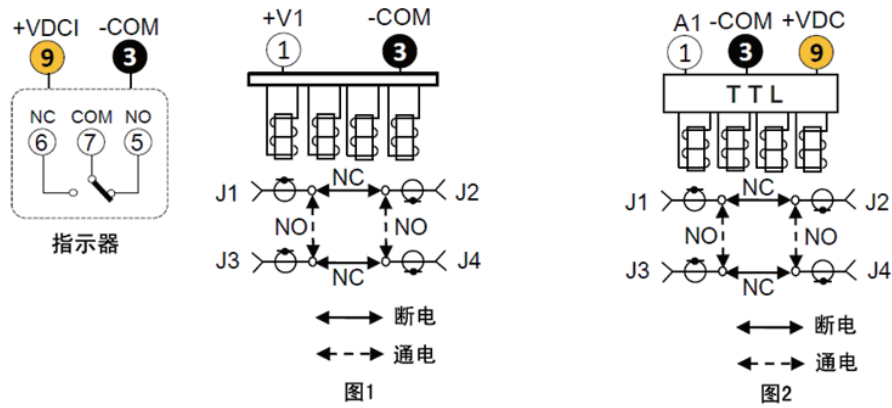 +VDCI -COM
9 3
NC COM NO
6 7 5
指示器
+V1 -COM
1 3
J1 NC J2
NO NO
J3 NC J4
断电
通电
图1
A1 -COM +VDC
1 3 9
TTL
J1 NC J2
NO NO
J3 NC J4
断电
通电
图2